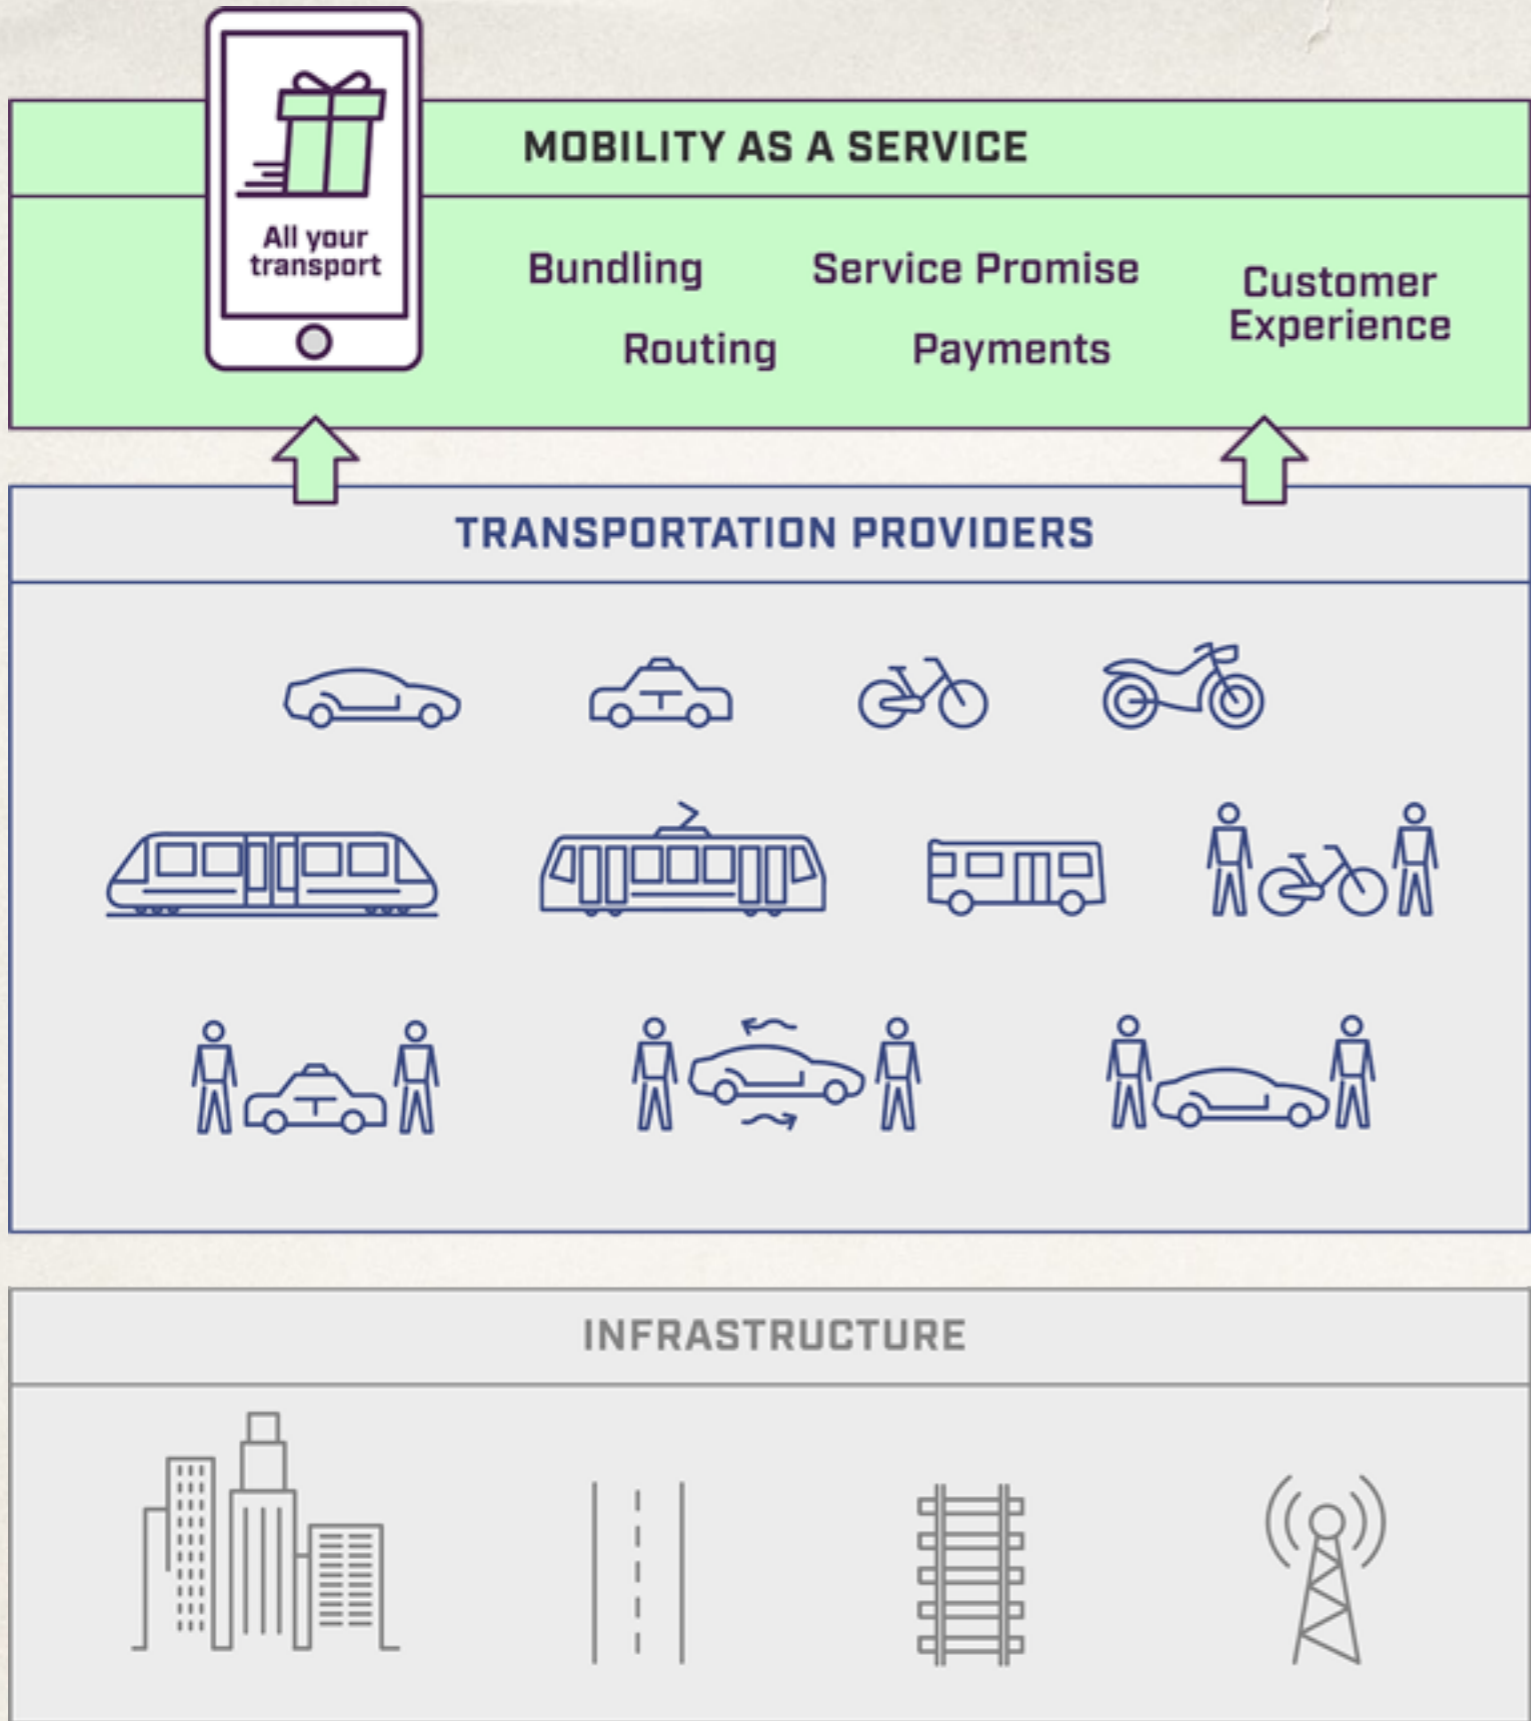 MOBILITY AS A SERVICE
All your
transport
Bundling
Service Promise
Customer
Experience
Routing
Payments
TRANSPORTATION PROVIDERS
T
T
INFRASTRUCTURE